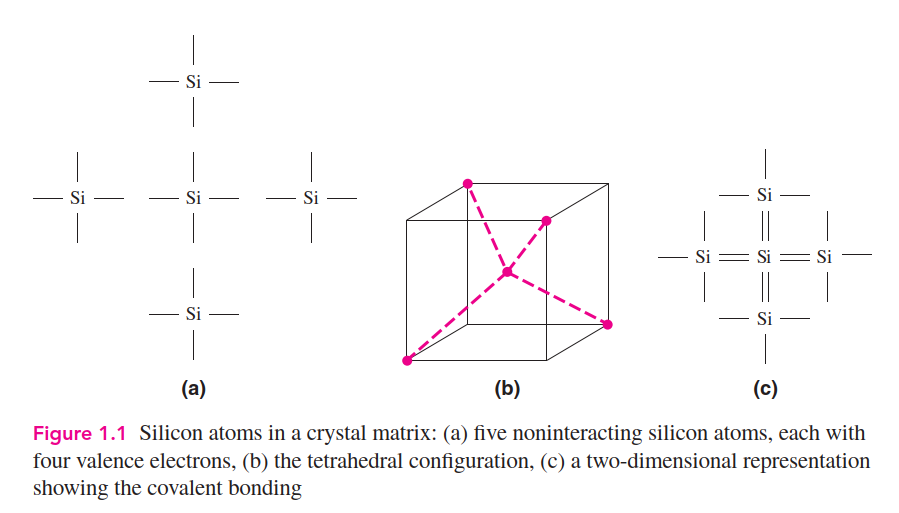 Si
Si Si Si
Si
(a)
(b)
Si
Si Si Si
Si
(c)
Figure 1.1 Silicon atoms in a crystal matrix: (a) five noninteracting silicon atoms, each with
four valence electrons, (b) the tetrahedral configuration, (c) a two-dimensional representation
showing the covalent bonding